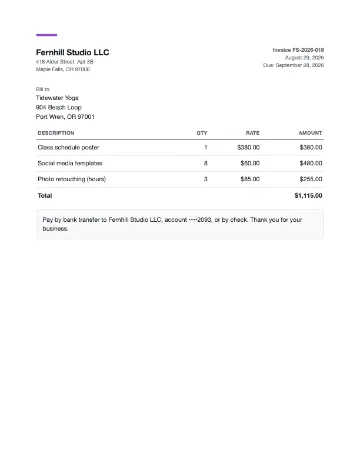 Fernhill Studio LLC
418 Aldur Street, Apt 3B
Maple Falls, OR 97000
Invoice FS-2026-018
August 29, 2026
Due: September 28, 2026
Bill to
Tidewater Yoga
904 Beach Loop
Port Wren, OR 97001
DESCRIPTION QTY RATE AMOUNT
Class schedule poster 1 $380.00 $380.00
Social media templates 8 $60.00 $480.00
Photo retouching (hours) 3 $85.00 $255.00
Total $1,115.00
Pay by bank transfer to Fernhill Studio LLC, account ····2093, or by check. Thank you for your
business.